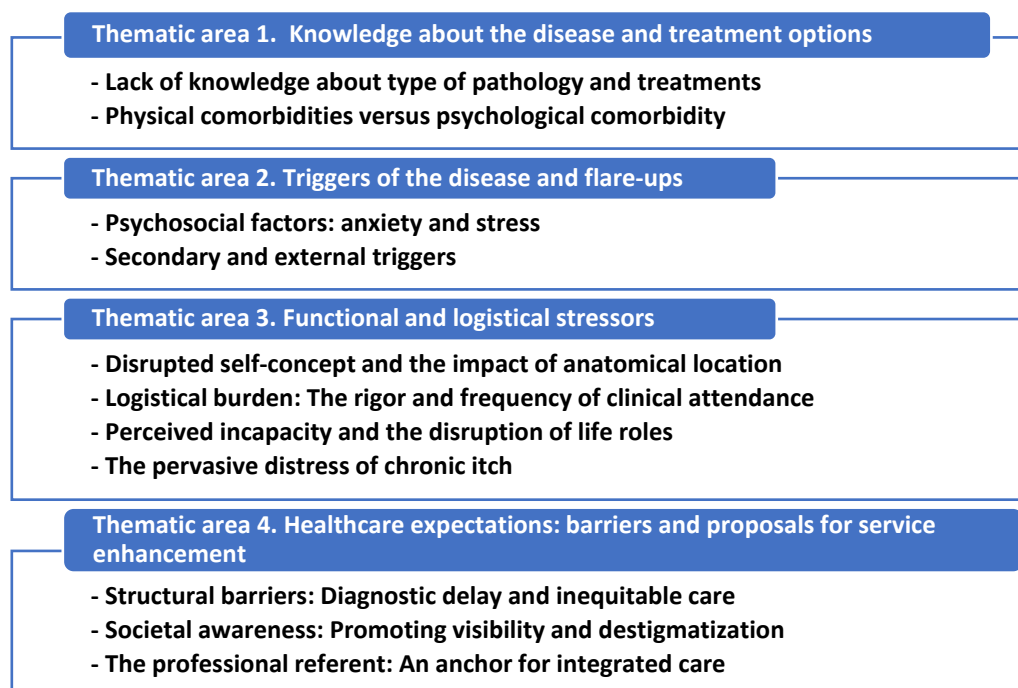 Thematic area 1. Knowledge about the disease and treatment options
- Lack of knowledge about type of pathology and treatments
- Physical comorbidities versus psychological comorbidity
Thematic area 2. Triggers of the disease and flare-ups
- Psychosocial factors: anxiety and stress
- Secondary and external triggers
Thematic area 3. Functional and logistical stressors
- Disrupted self-concept and the impact of anatomical location
- Logistical burden: The rigor and frequency of clinical attendance
- Perceived incapacity and the disruption of life roles
- The pervasive distress of chronic itch
Thematic area 4. Healthcare expectations: barriers and proposals for service
enhancement
- Structural barriers: Diagnostic delay and inequitable care
- Societal awareness: Promoting visibility and destigmatization
- The professional referent: An anchor for integrated care